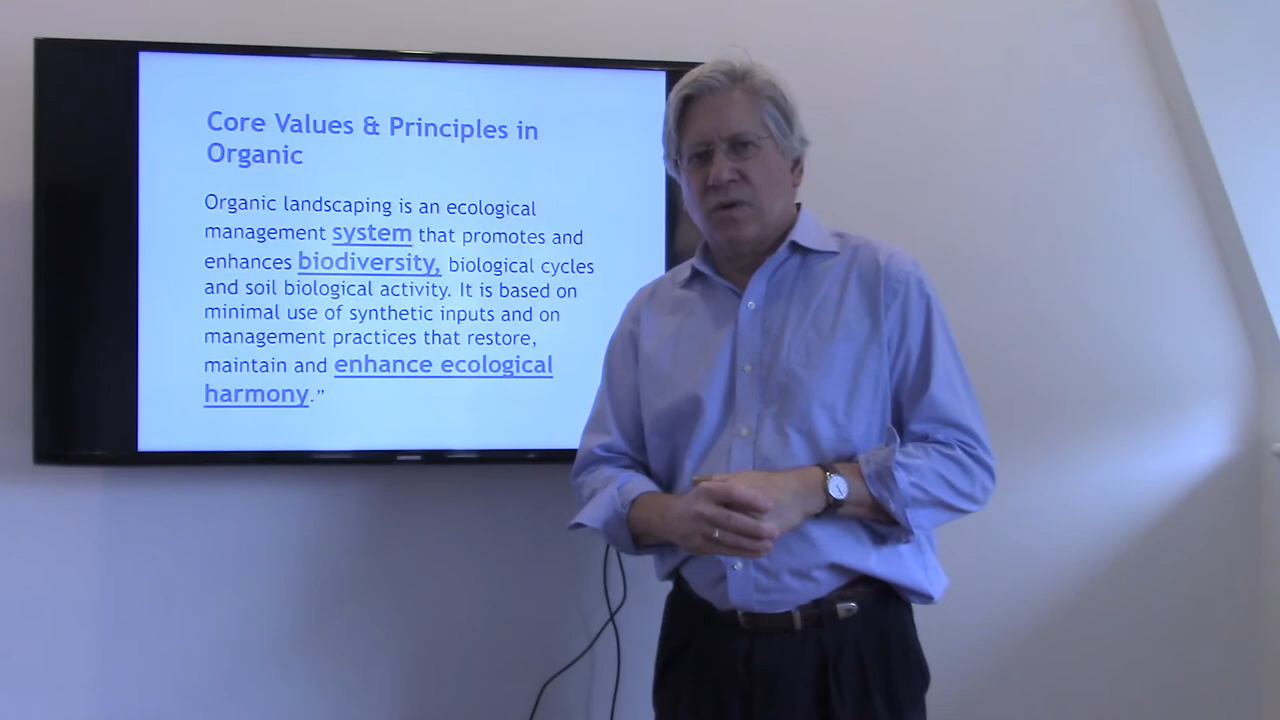 Core Values & Principles in
Organic
Organic landscaping is an ecological
management system that promotes and
enhances biodiversity, biological cycles
and soil biological activity. It is based on
minimal use of synthetic inputs and on
management practices that restore,
maintain and enhance ecological
harmony.”